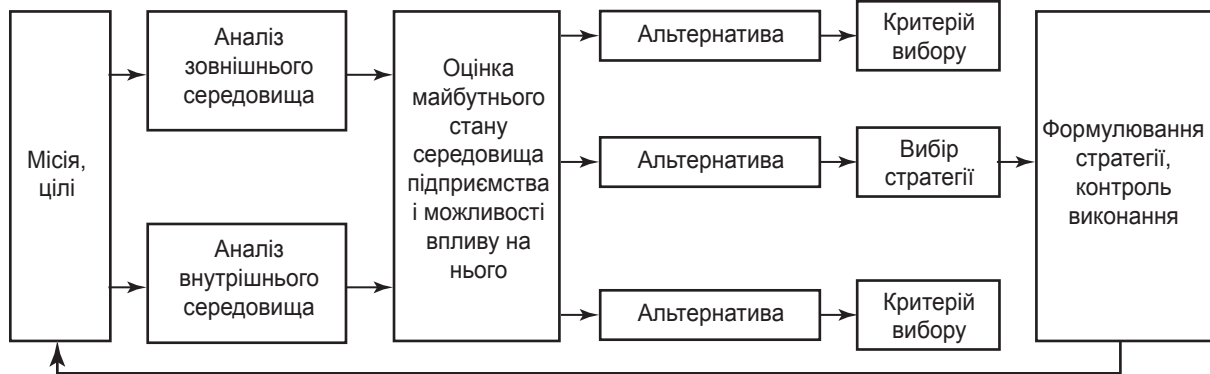 Місія,
цілі
Аналіз
зовнішнього
середовища
Аналіз
внутрішнього
середовища
Оцінка
майбутнього
стану
середовища
підприємства
і можливості
впливу на
нього
Альтернатива
Критерій
вибору
Альтернатива
Вибір
стратегії
Альтернатива
Критерій
вибору
Формулювання
стратегії,
контроль
виконання